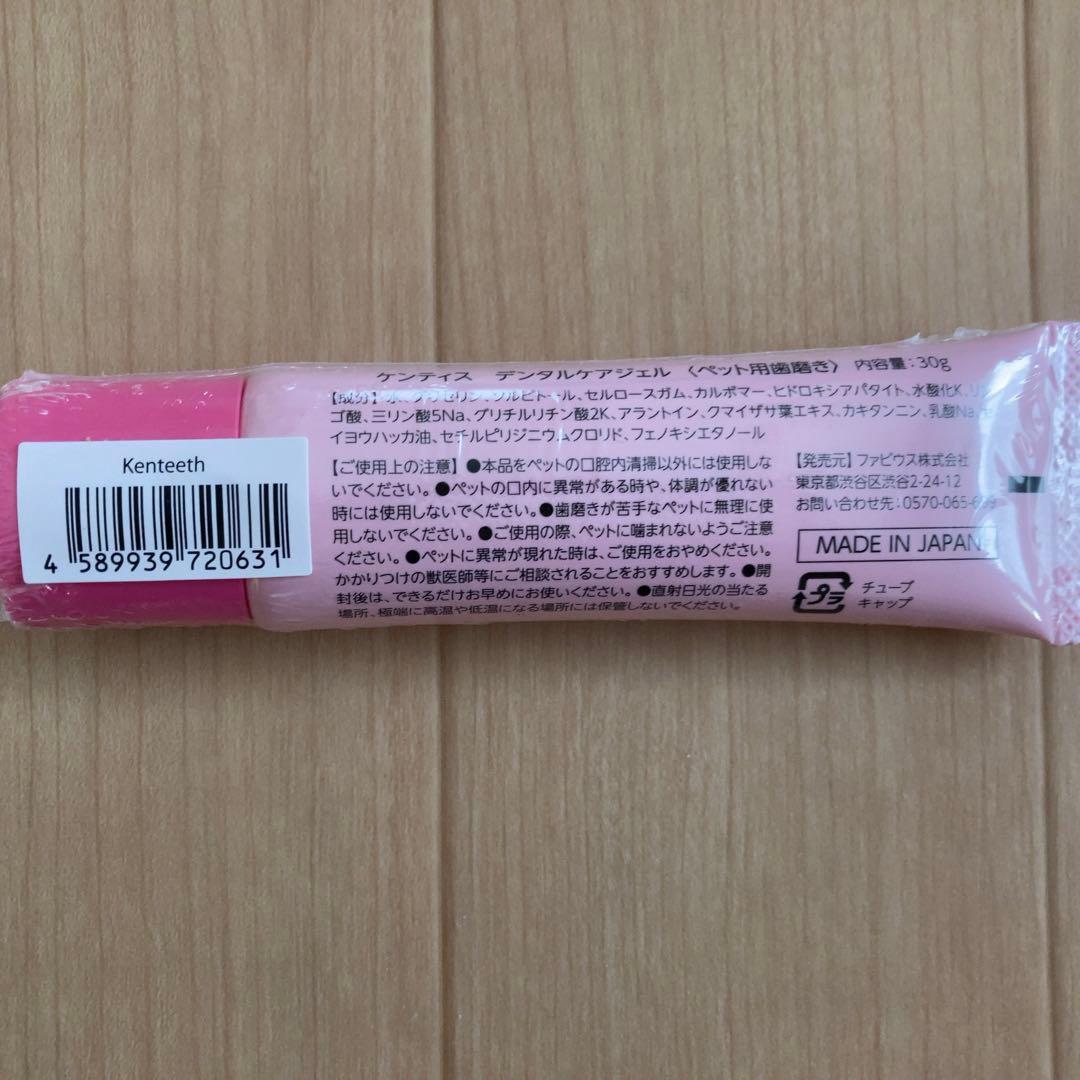 ケンティス デンタルケアジェル 〈ペット用歯磨き〉 内容量：30g
【成分】水、グリセリン、ソルビトール、セルロースガム、カルボマー、ヒドロキシアパタイト、水酸化K、リン
ゴ酸、三リン酸5Na、グリチルリチン酸2K、アラントイン、クマイザサ葉エキス、カキタンニン、乳酸Na、セ
イヨウハッカ油、セチルピリジニウムクロリド、フェノキシエタノール
【ご使用上の注意】●本品をペットの口腔内清掃以外には使用しな
いでください。●ペットの口内に異常がある時や、体調が優れない
時には使用しないでください。●歯磨きが苦手なペットに無理に使
用しないでください。●ご使用の際、ペットに噛まれないようご注意
ください。●ペットに異常が現れた時は、ご使用をおやめください。
かかりつけの獣医師等にご相談されることをおすすめします。●開
封後は、できるだけお早めにお使いください。●直射日光の当たる
場所、極端に高温や低温になる場所には保管しないでください。
【発売元】ファビウス株式会社
東京都渋谷区渋谷2-24-12
お問い合わせ先：0570-065-
MADE IN JAPAN
プラ
チューブ
キャップ
Kenteeth
4 589939 720631